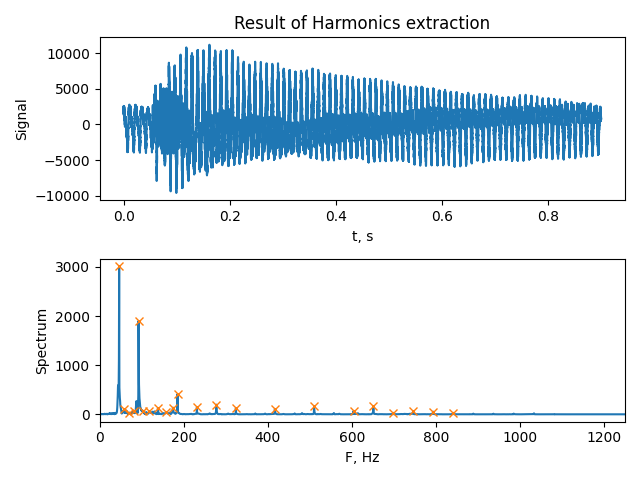 Result of Harmonics extraction
10000
5000
0
−5000
−10000
Signal
0.0 0.2 0.4 0.6 0.8
t, s
3000
2000
1000
0
Spectrum
0 200 400 600 800 1000 1200
F, Hz